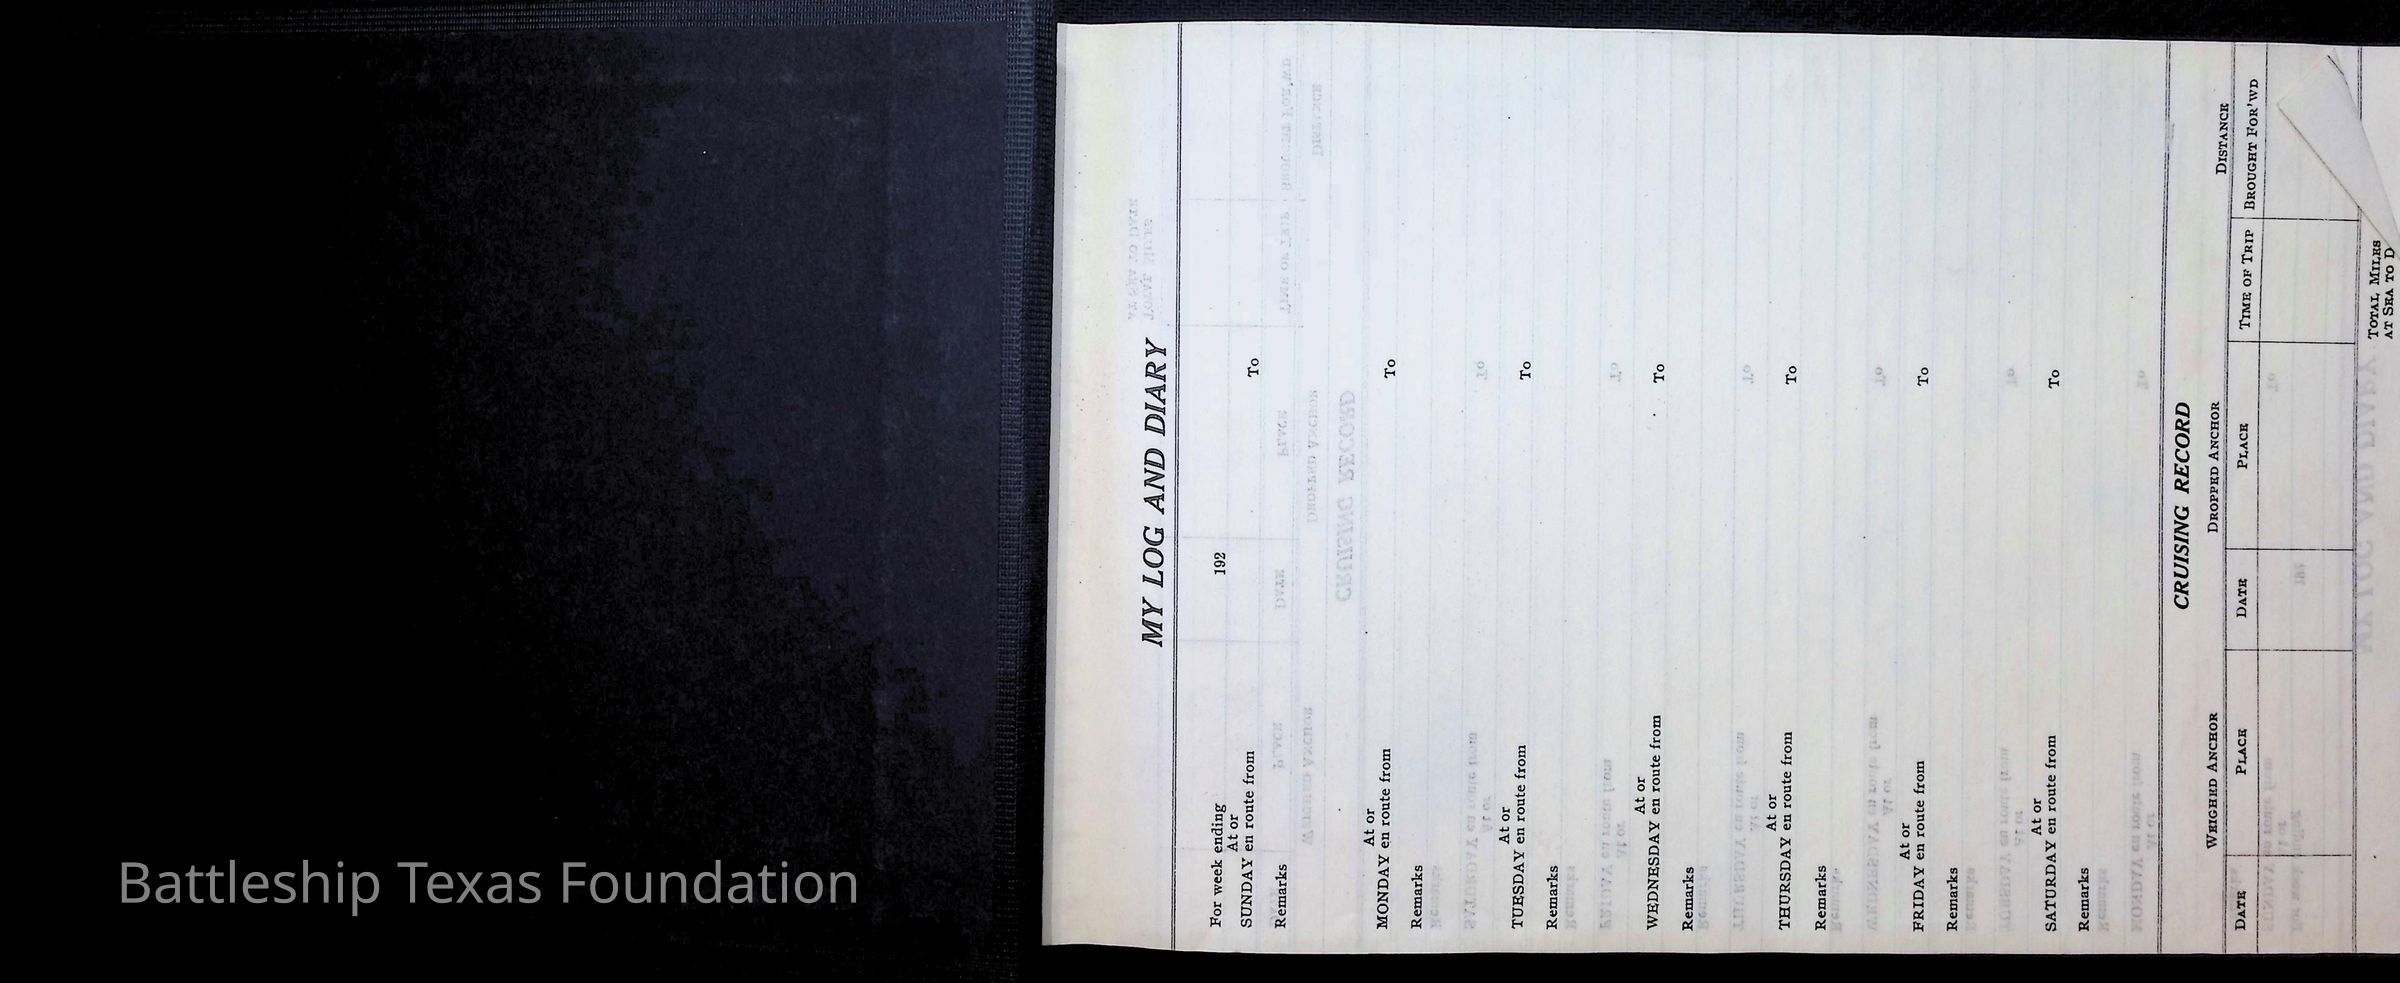 MY LOG AND DIARY
For week ending 192
At or
SUNDAY en route from To
Remarks
At or
MONDAY en route from To
Remarks
At or
TUESDAY en route from To
Remarks
At or
WEDNESDAY en route from To
Remarks
At or
THURSDAY en route from To
Remarks
At or
FRIDAY en route from To
Remarks
At or
SATURDAY en route from To
Remarks
CRUISING RECORD
WEIGHED ANCHOR DROPPED ANCHOR DISTANCE
DATE PLACE DATE PLACE TIME OF TRIP BROUGHT FOR'WD
TOTAL MILES
AT SEA TO D
Battleship Texas Foundation